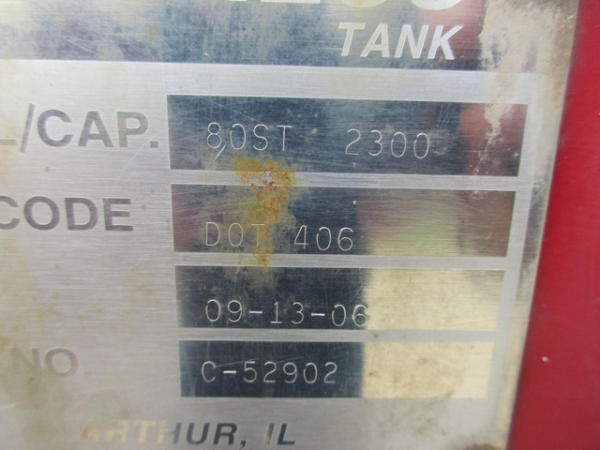 TANK
L/CAP. 80ST 2300
CODE DOT 406
09-13-06
NO. C-52902
ARTHUR, IL